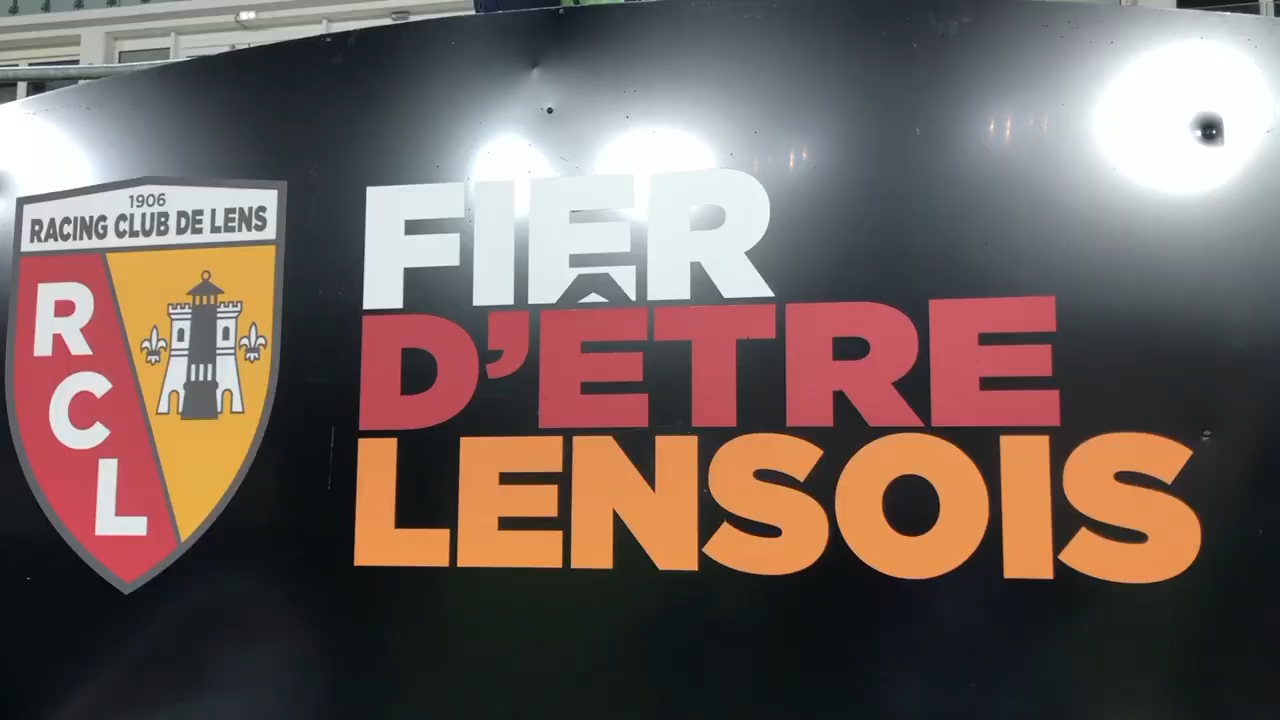 1906
RACING CLUB DE LENS
R
C
L
FIER
D'ÊTRE
LENSOIS